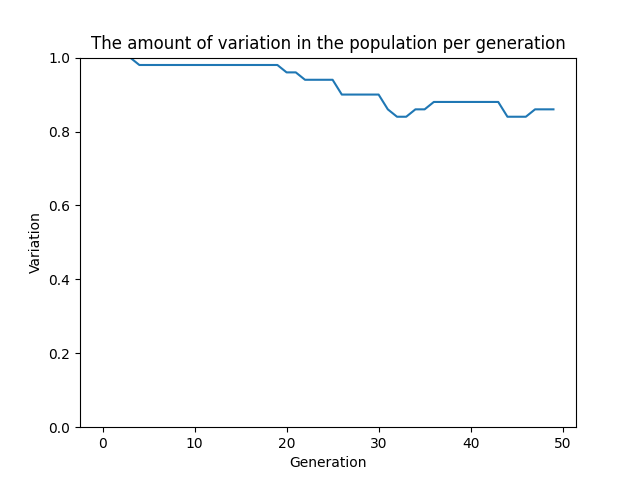 The amount of variation in the population per generation
1.0
0.8
0.6
0.4
0.2
0.0
Variation
0 10 20 30 40 50
Generation